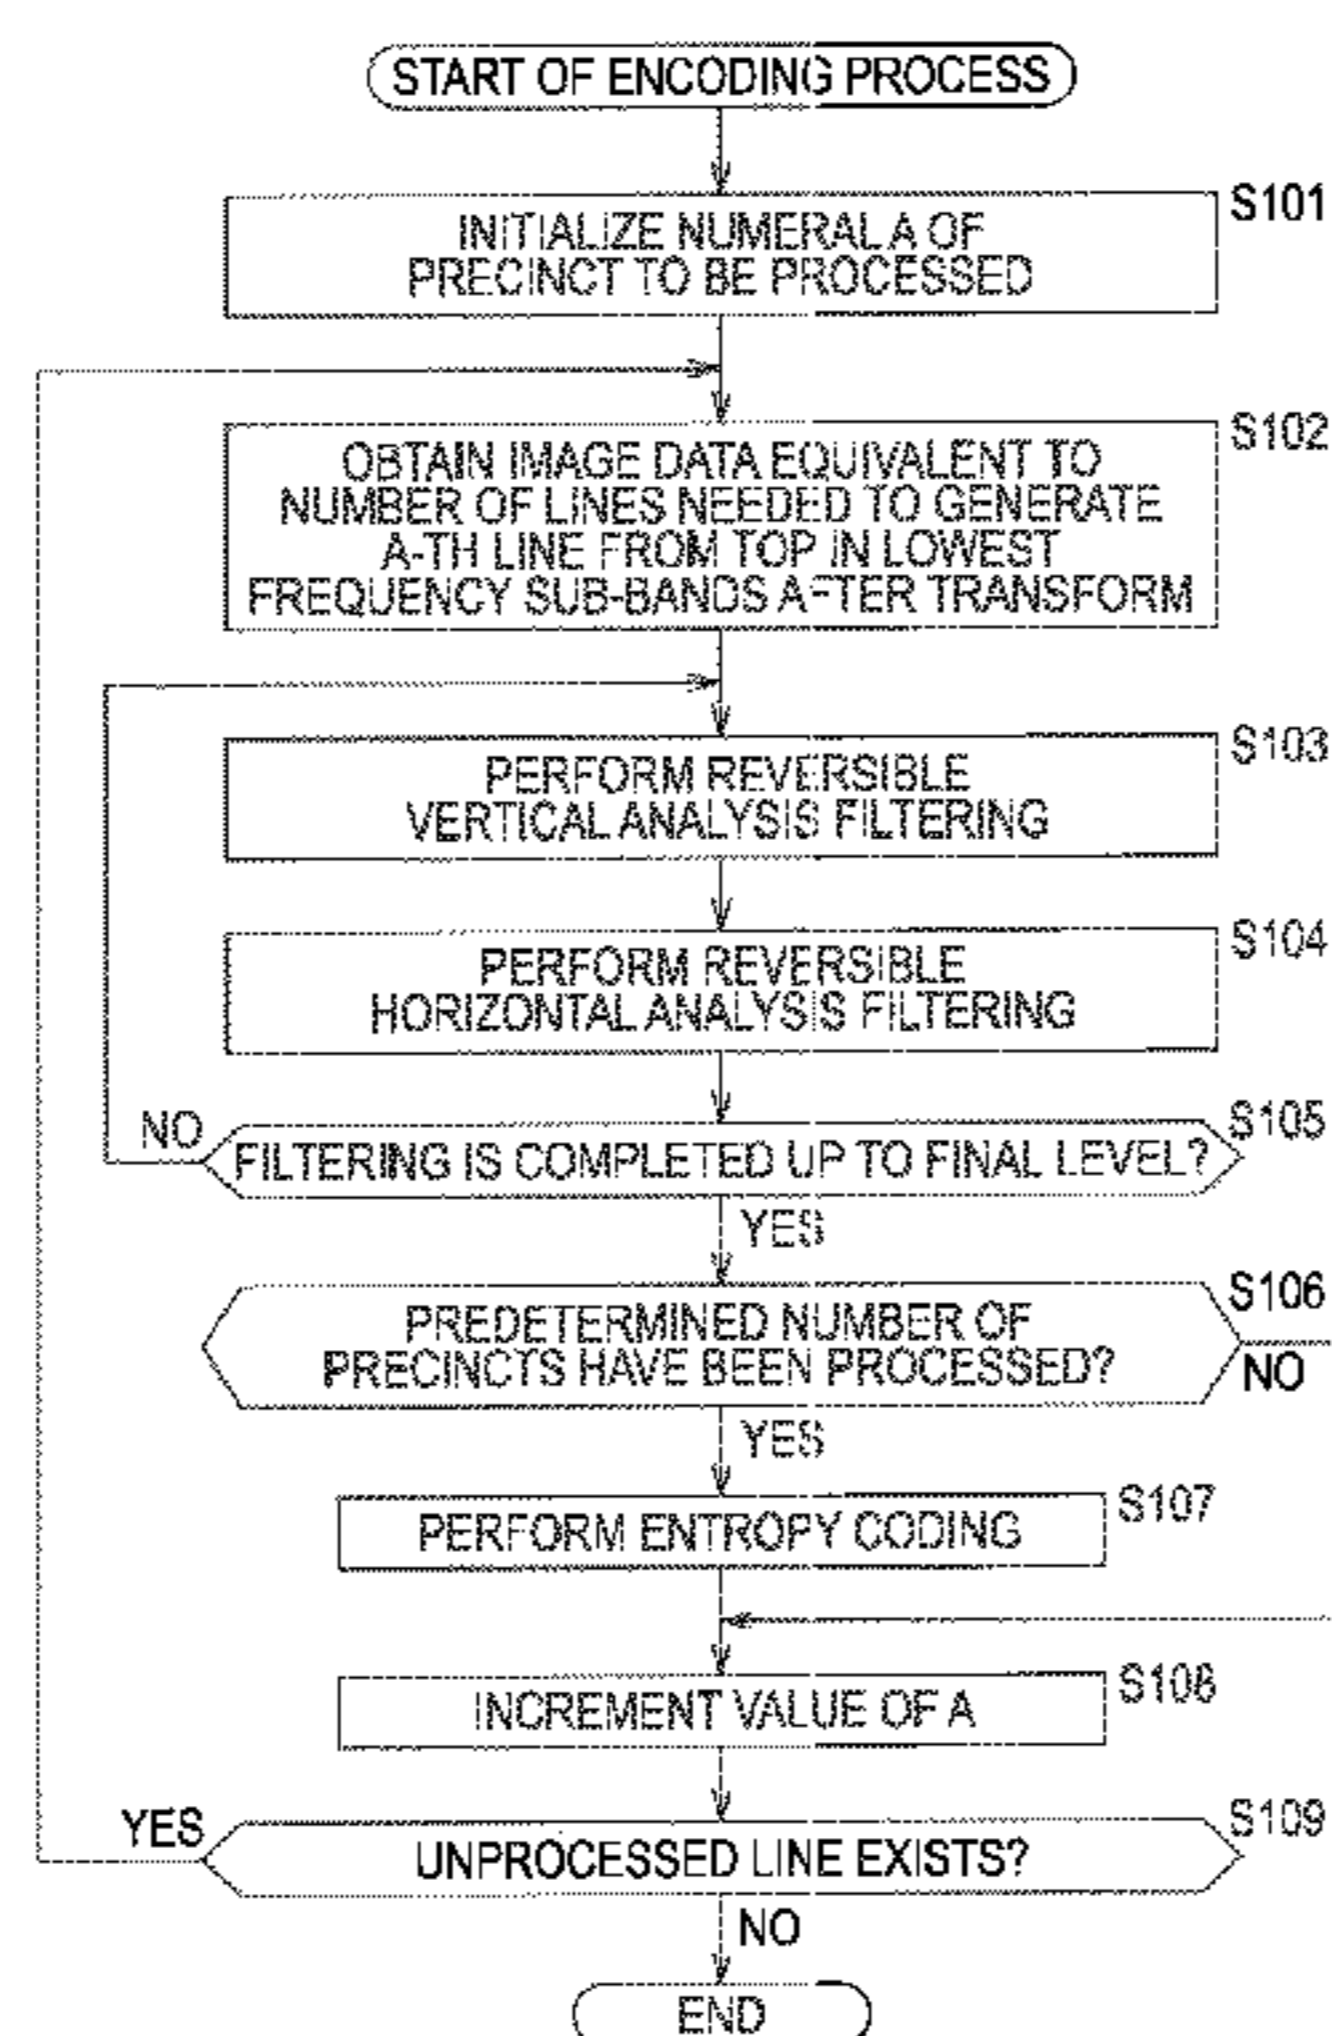 START OF ENCODING PROCESS
S101
INITIALIZE NUMERAL A OF
PRECINCT TO BE PROCESSED
S102
OBTAIN IMAGE DATA EQUIVALENT TO
NUMBER OF LINES NEEDED TO GENERATE
A-TH LINE FROM TOP IN LOWEST
FREQUENCY SUB-BANDS AFTER TRANSFORM
S103
PERFORM REVERSIBLE
VERTICAL ANALYSIS FILTERING
S104
PERFORM REVERSIBLE
HORIZONTAL ANALYSIS FILTERING
S105
NO
FILTERING IS COMPLETED UP TO FINAL LEVEL?
YES
S106
PREDETERMINED NUMBER OF
PRECINCTS HAVE BEEN PROCESSED?
NO
YES
S107
PERFORM ENTROPY CODING
S108
INCREMENT VALUE OF A
S109
YES
UNPROCESSED LINE EXISTS?
NO
END